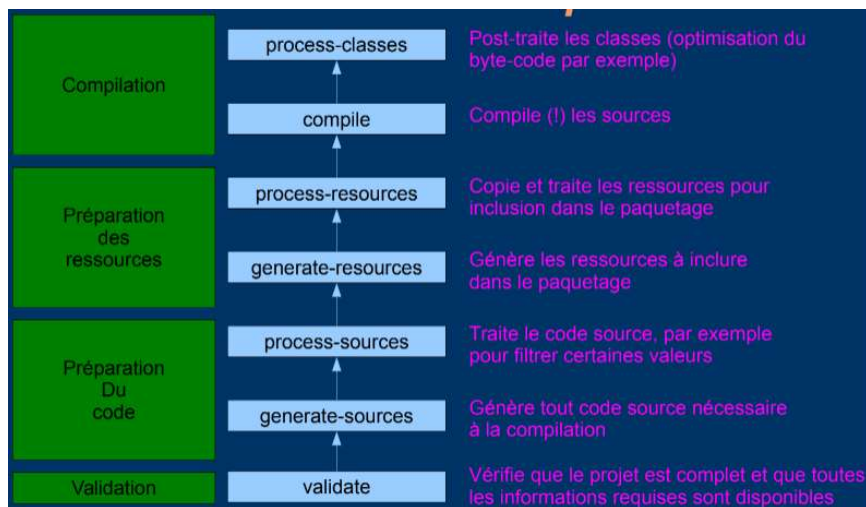 process-classes
Post-traite les classes (optimisation du
byte-code par exemple)
Compilation
compile
Compile (!) les sources
process-resources
Copie et traite les ressources pour
inclusion dans le paquetage
Préparation
des
ressources
generate-resources
Génère les ressources à inclure
dans le paquetage
process-sources
Traite le code source, par exemple
pour filtrer certaines valeurs
Préparation
Du
code
generate-sources
Génère tout code source nécessaire
à la compilation
Validation
validate
Vérifie que le projet est complet et que toutes
les informations requises sont disponibles